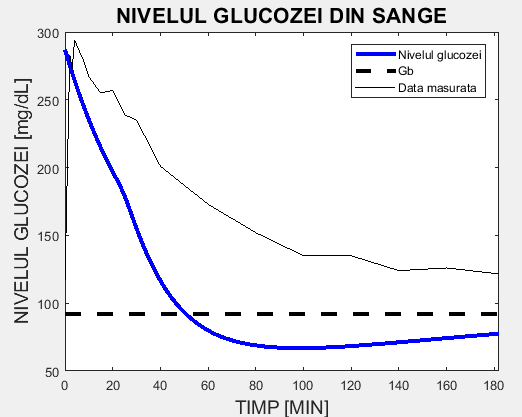 NIVELUL GLUCOZEI DIN SANGE
NIVELUL GLUCOZEI [mg/dL]
300
250
200
150
100
50
Nivelul glucozei
Gb
Data masurata
0 20 40 60 80 100 120 140 160 180
TIMP [MIN]